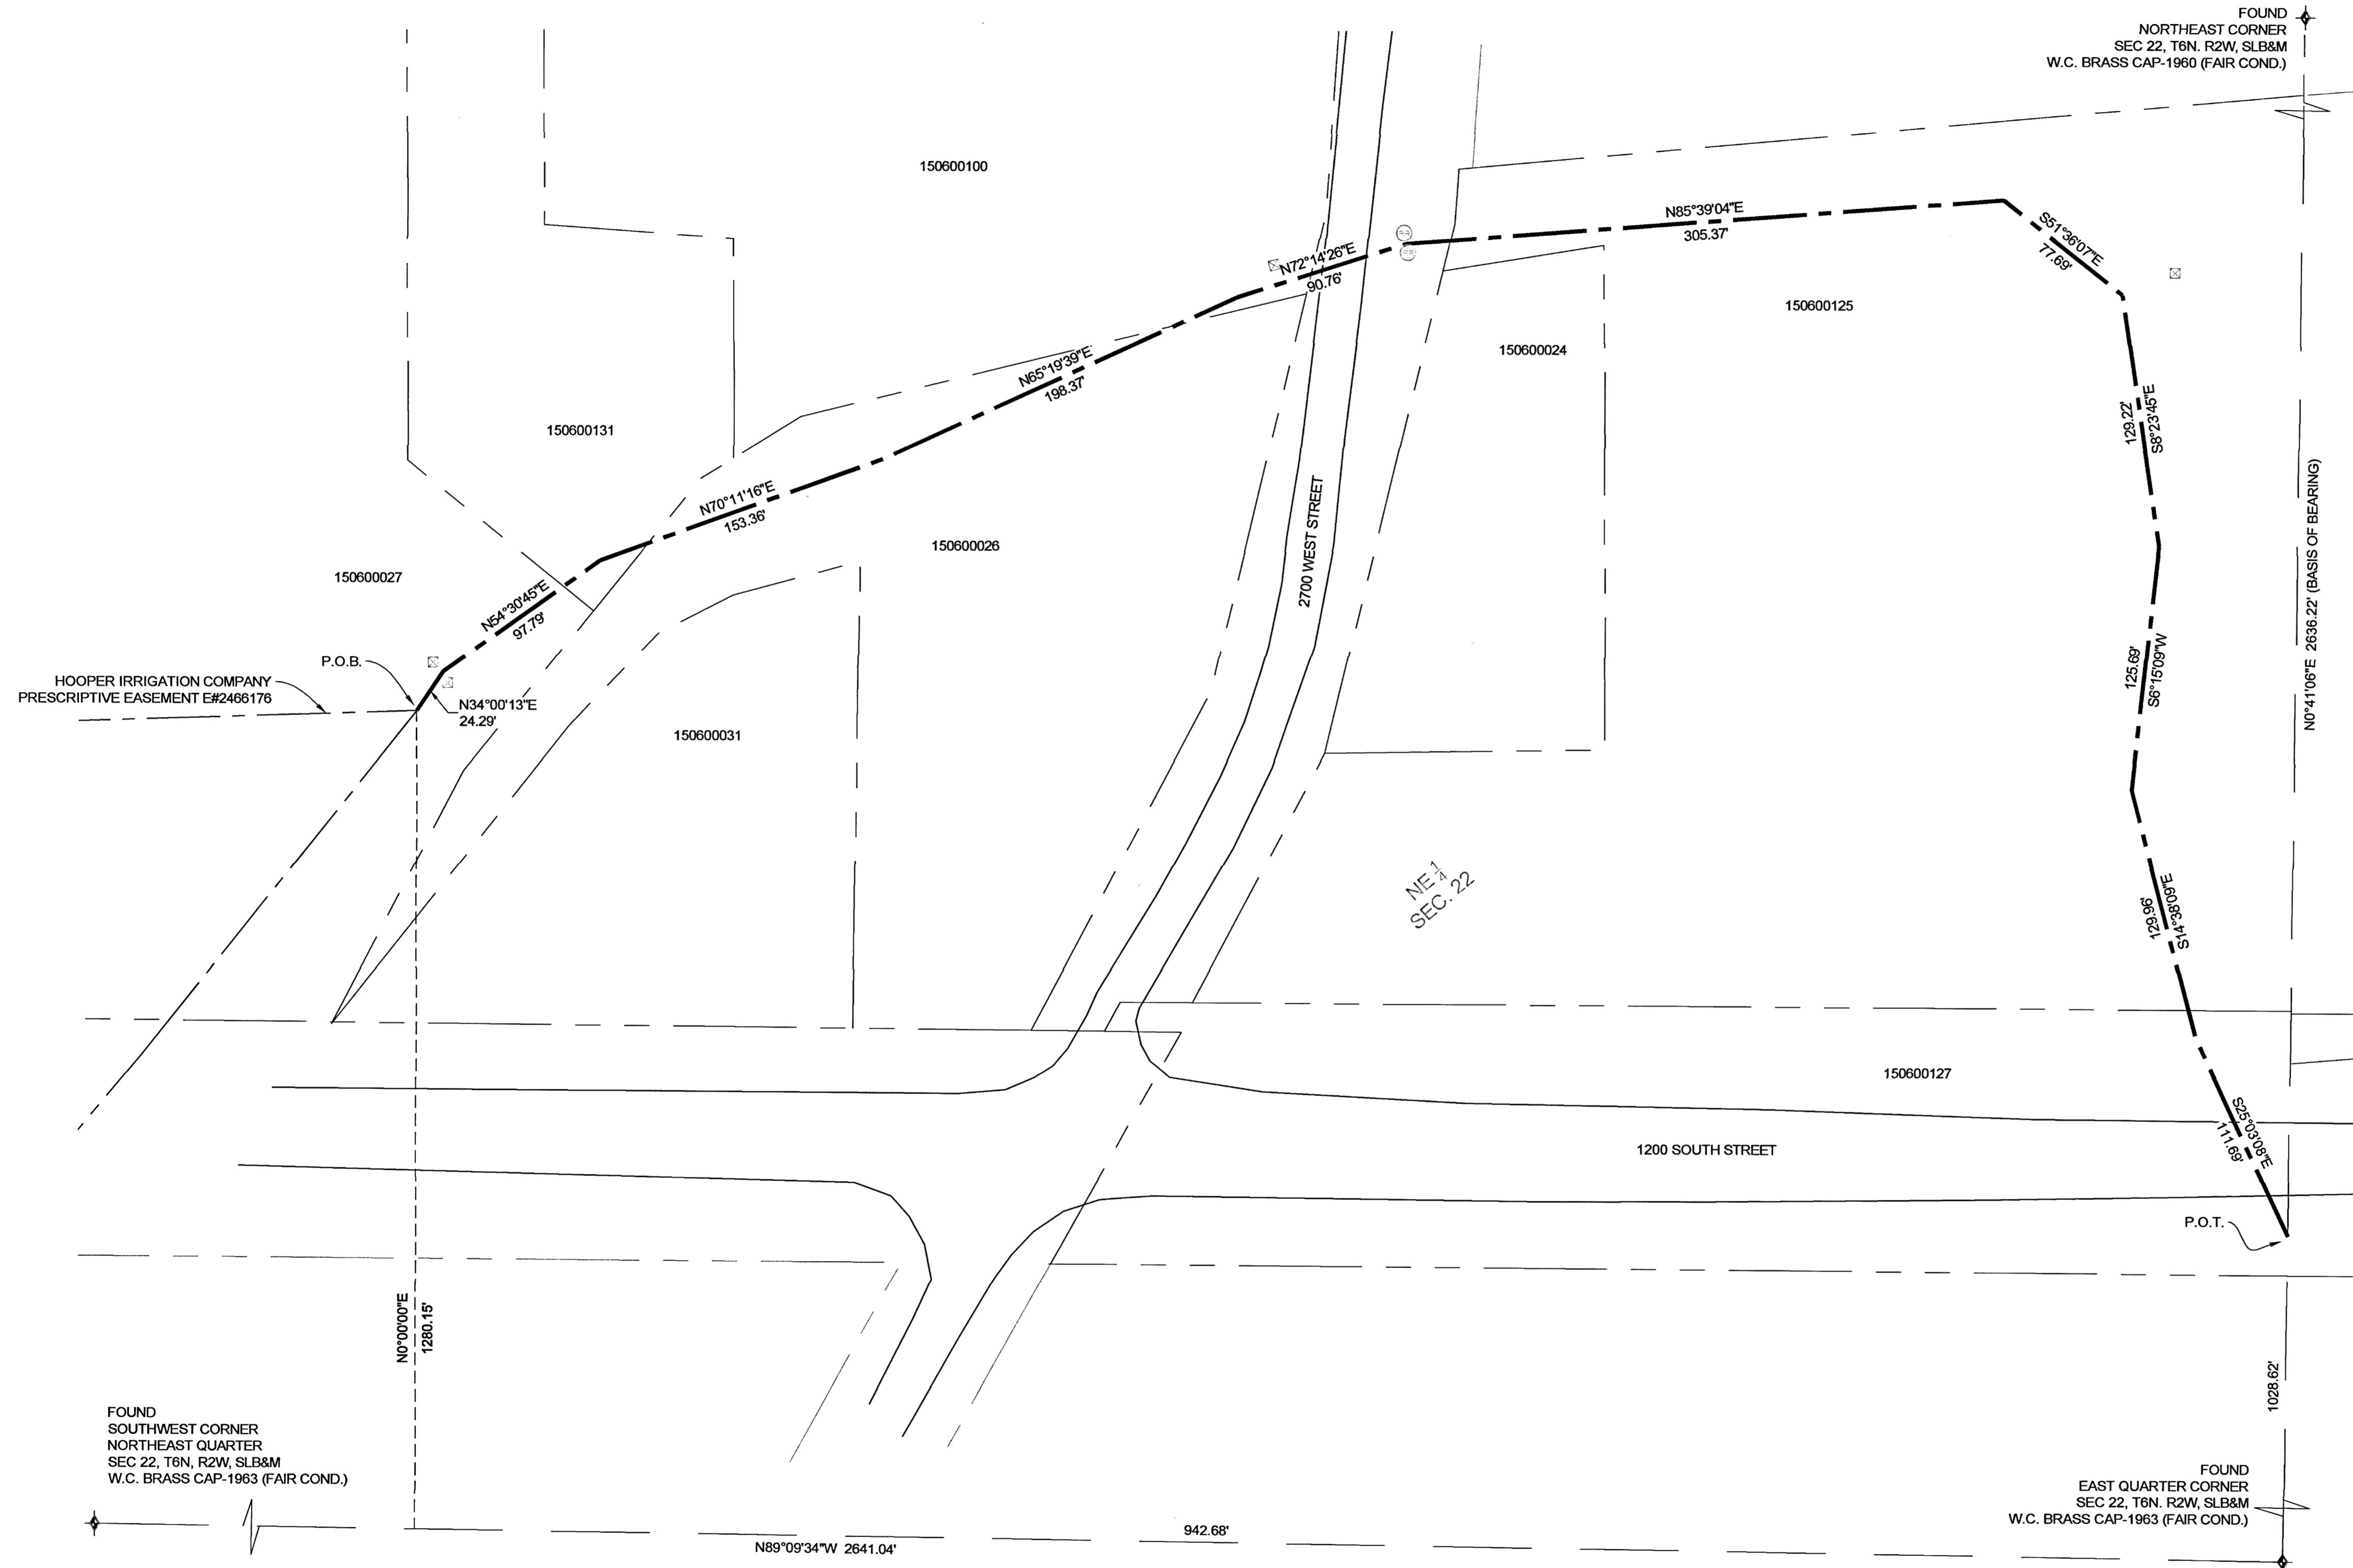 FOUND
NORTHEAST CORNER
SEC 22, T6N. R2W, SLB&M
W.C. BRASS CAP-1960 (FAIR COND.)
150600100
N85°39'04"E
305.37'
S51°36'07"E
77.69'
N72°14'26"E
90.76'
150600125
150600024
N65°19'39"E
198.37'
129.22'
S8°23'45"E
150600131
N70°11'16"E
153.36'
150600026
2700 WEST STREET
N0°41'06"E 2636.22' (BASIS OF BEARING)
150600027
N54°30'45"E
97.79'
P.O.B.
HOOPER IRRIGATION COMPANY
PRESCRIPTIVE EASEMENT E#2466176
N34°00'13"E
24.29'
125.69'
S6°15'09"W
150600031
NE 1/4
SEC. 22
129.96'
S14°38'09"E
150600127
S25°03'08"E
111.69'
1200 SOUTH STREET
P.O.T.
N0°00'00"E
1280.15'
1028.62'
FOUND
SOUTHWEST CORNER
NORTHEAST QUARTER
SEC 22, T6N, R2W, SLB&M
W.C. BRASS CAP-1963 (FAIR COND.)
FOUND
EAST QUARTER CORNER
SEC 22, T6N. R2W, SLB&M
W.C. BRASS CAP-1963 (FAIR COND.)
942.68'
N89°09'34"W 2641.04'